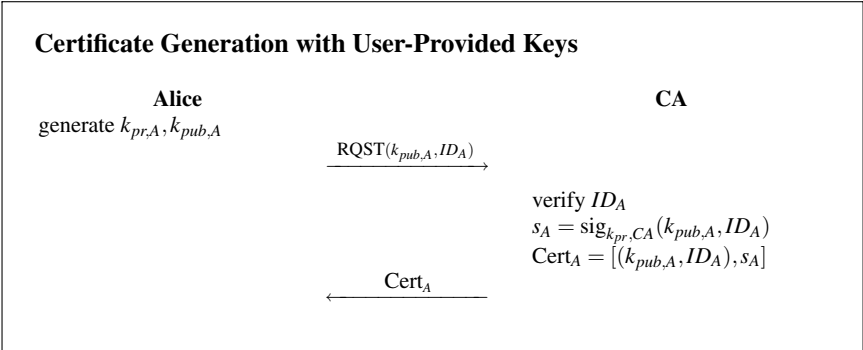 Certificate Generation with User-Provided Keys
Alice CA
generate k_{pr,A}, k_{pub,A}
RQST(k_{pub,A}, ID_A)
verify ID_A
s_A = sig_{k_{pr},CA}(k_{pub,A}, ID_A)
Cert_A = [(k_{pub,A}, ID_A), s_A]
Cert_A